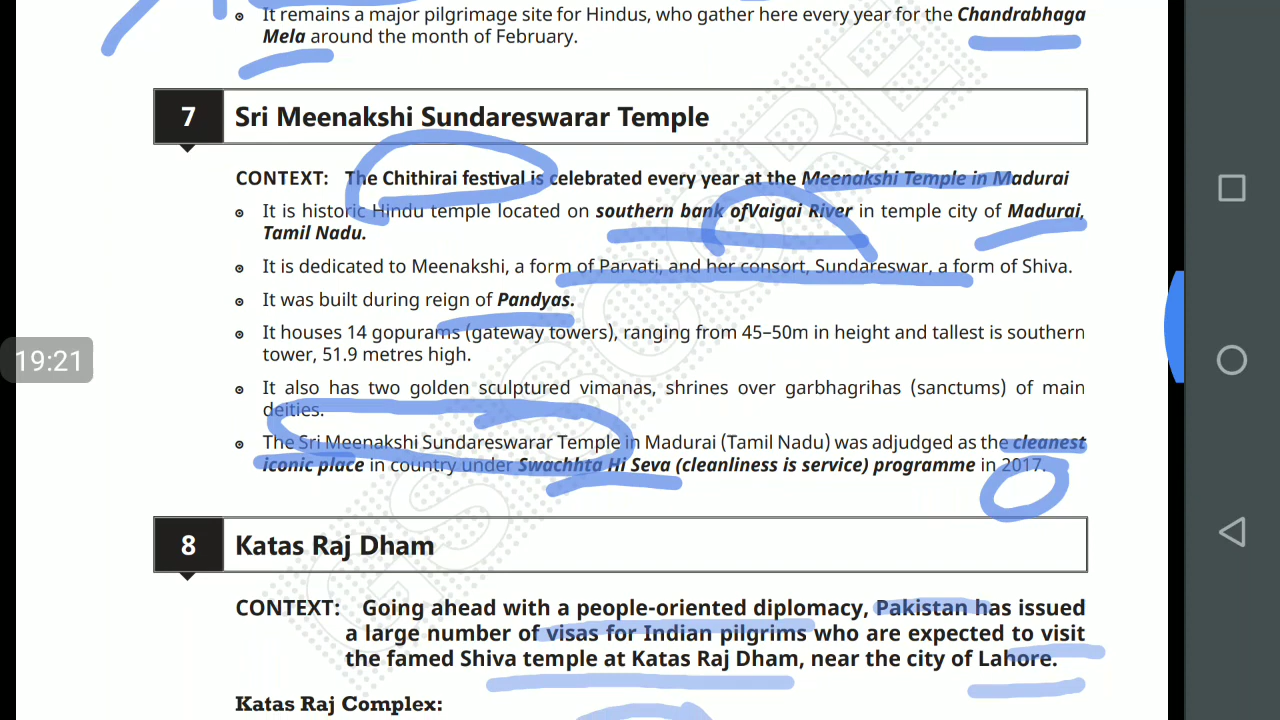 It remains a major pilgrimage site for Hindus, who gather here every year for the Chandrabhaga
Mela around the month of February.
7 Sri Meenakshi Sundareswarar Temple
CONTEXT: The Chithirai festival is celebrated every year at the Meenakshi Temple in Madurai
It is historic Hindu temple located on southern bank ofVaigai River in temple city of Madurai,
Tamil Nadu.
It is dedicated to Meenakshi, a form of Parvati, and her consort, Sundareswar, a form of Shiva.
It was built during reign of Pandyas.
It houses 14 gopurams (gateway towers), ranging from 45–50m in height and tallest is southern
tower, 51.9 metres high.
It also has two golden sculptured vimanas, shrines over garbhagrihas (sanctums) of main
deities.
The Sri Meenakshi Sundareswarar Temple in Madurai (Tamil Nadu) was adjudged as the cleanest
iconic place in country under Swachhta Hi Seva (cleanliness is service) programme in 2017.
8 Katas Raj Dham
CONTEXT: Going ahead with a people-oriented diplomacy, Pakistan has issued
a large number of visas for Indian pilgrims who are expected to visit
the famed Shiva temple at Katas Raj Dham, near the city of Lahore.
Katas Raj Complex:
19:21
GSSCORE